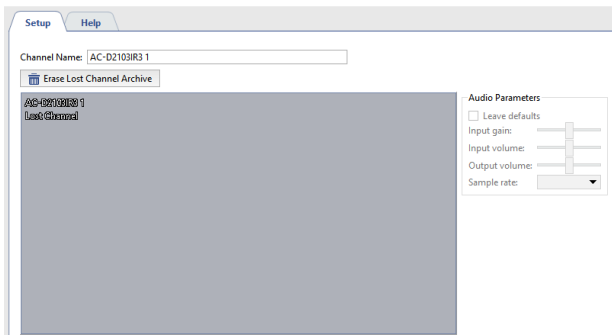 Setup Help
Channel Name: AC-D2103IR3 1
Erase Lost Channel Archive
AC-D2103IR3 1
Lost Channel
Audio Parameters
Leave defaults
Input gain:
Input volume:
Output volume:
Sample rate: